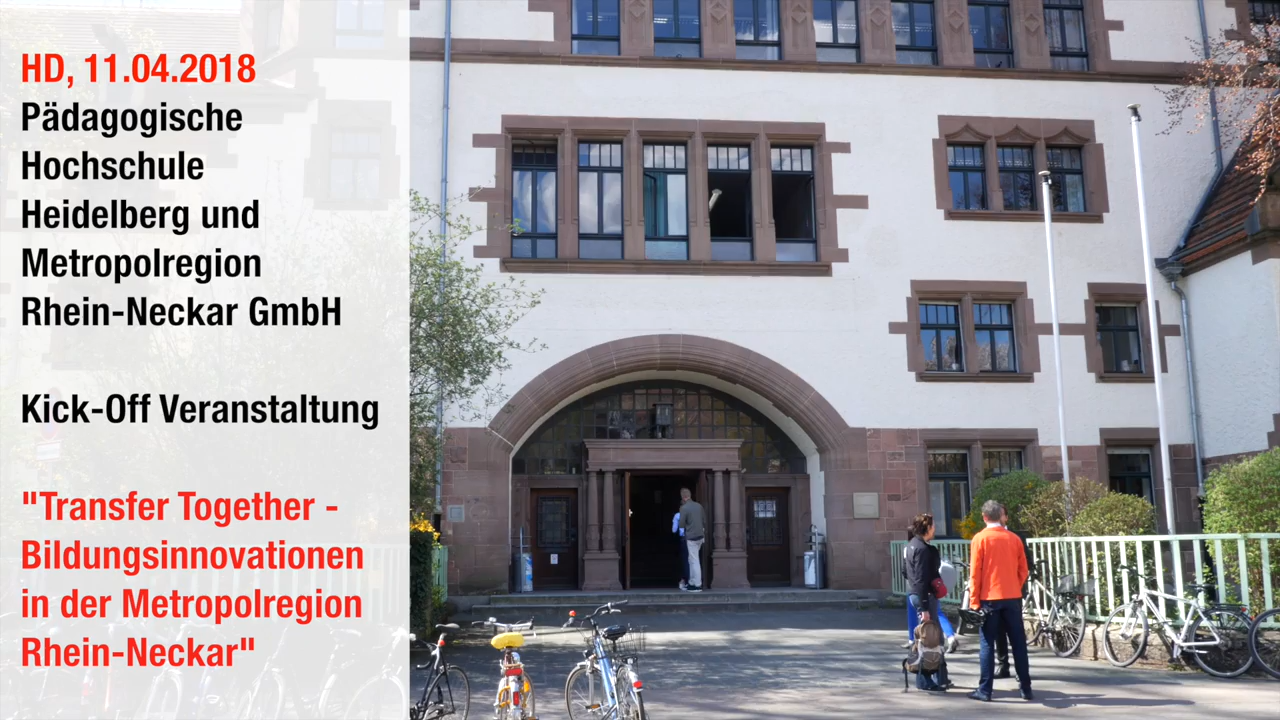 HD, 11.04.2018
Pädagogische
Hochschule
Heidelberg und
Metropolregion
Rhein-Neckar GmbH
Kick-Off Veranstaltung
"Transfer Together -
Bildungsinnovationen
in der Metropolregion
Rhein-Neckar"